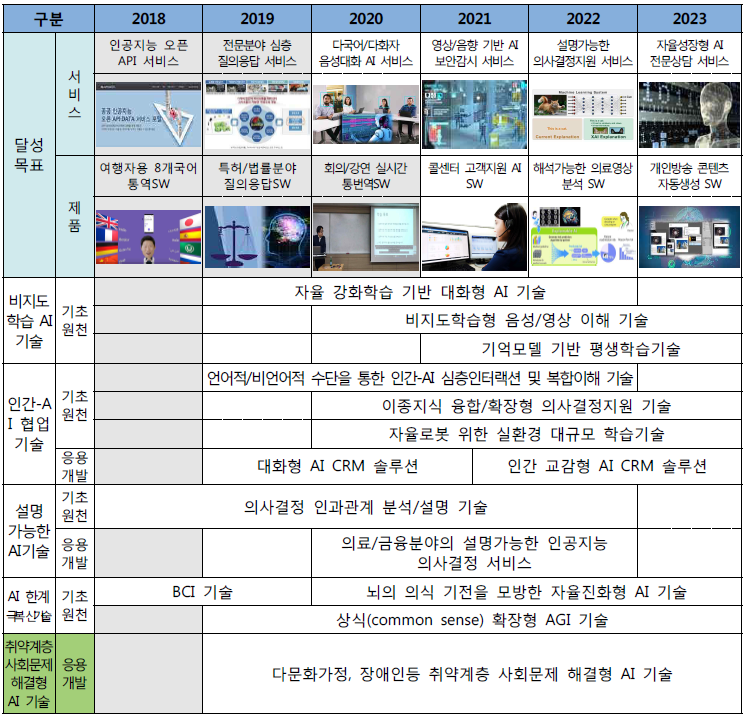 구분 2018 2019 2020 2021 2022 2023
달성
목표
서
비
스
인공지능 오픈
API 서비스
전문분야 심층
질의응답 서비스
다국어/다화자
음성대화 AI 서비스
영상/음향 기반 AI
보안감시 서비스
설명가능한
의사결정지원 서비스
자율성장형 AI
전문상담 서비스
공공 인공지능
오픈 API/DATA 서비스 포털
Machine Learning System
Current Explanation
XAI Explanation
제
품
여행자용 8개국어
통역SW
특허/법률분야
질의응답SW
회의/강연 실시간
통번역SW
콜센터 고객지원 AI
SW
해석가능한 의료영상
분석 SW
개인방송 콘텐츠
자동생성 SW
비지도
학습 AI
기술
기초
원천
자율 강화학습 기반 대화형 AI 기술
비지도학습형 음성/영상 이해 기술
기억모델 기반 평생학습기술
인간-A
I 협업
기술
기초
원천
언어적/비언어적 수단을 통한 인간-AI 심층인터랙션 및 복합이해 기술
이종지식 융합/확장형 의사결정지원 기술
자율로봇 위한 실환경 대규모 학습기술
응용
개발
대화형 AI CRM 솔루션
인간 교감형 AI CRM 솔루션
설명
가능한
AI기술
기초
원천
의사결정 인과관계 분석/설명 기술
응용
개발
의료/금융분야의 설명가능한 인공지능
의사결정 서비스
AI 한계
극복신기술
기초
원천
BCI 기술
뇌의 의식 기전을 모방한 자율진화형 AI 기술
상식(common sense) 확장형 AGI 기술
취약계층
사회문제
해결형
AI 기술
응용
개발
다문화가정, 장애인등 취약계층 사회문제 해결형 AI 기술